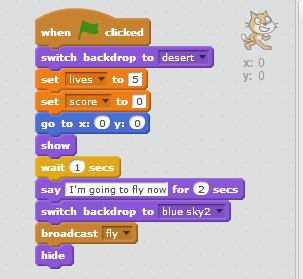 when clicked
switch backdrop to desert
set lives to 5
set score to 0
go to x: 0 y: 0
show
wait 1 secs
say I'm going to fly now for 2 secs
switch backdrop to blue sky2
broadcast fly
hide
x: 0
y: 0